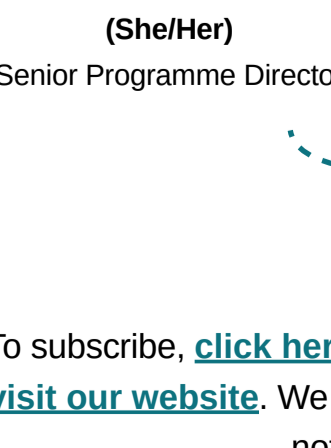 (She/Her)
Senior Programme Directo
To subscribe, click her
visit our website. We